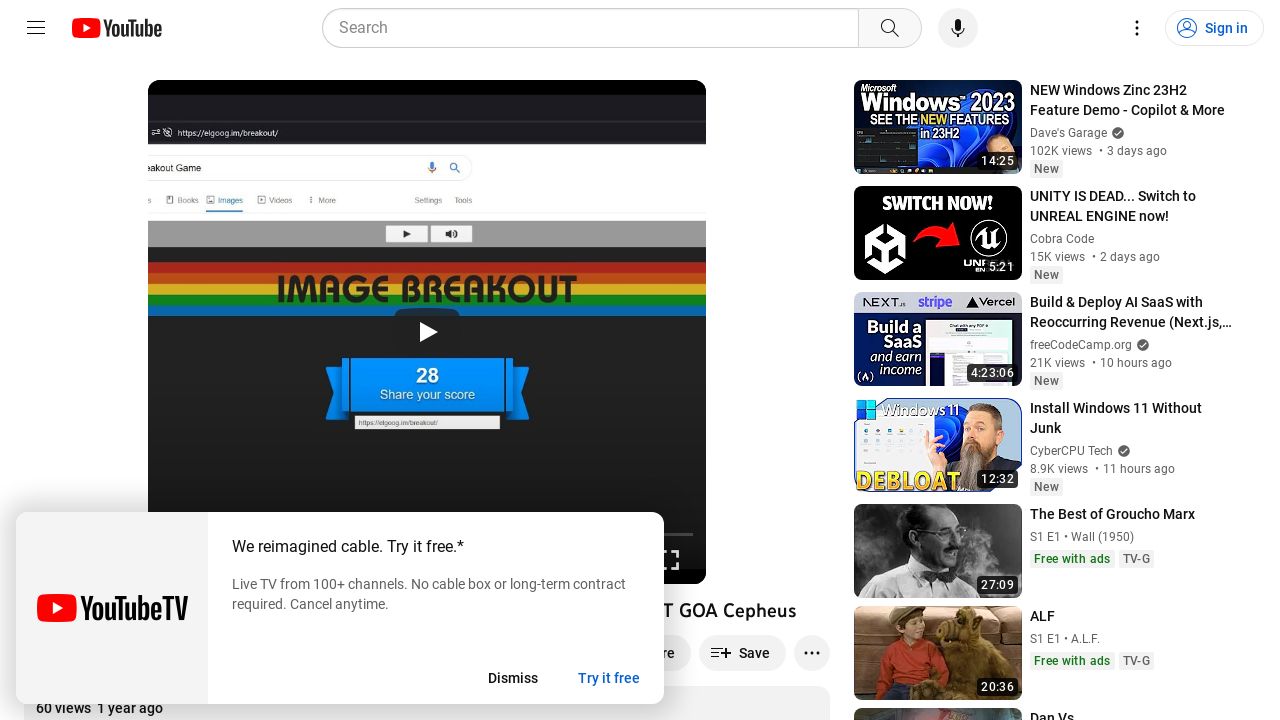 YouTube
Search
Sign in
https://elgoog.im/breakout/
eakout Game
Books
Images
Videos
More
Settings
Tools
IMAGE BREAKOUT
28
Share your score
https://elgoog.im/breakout/
T GOA Cepheus
re
Save
60 views 1 year ago
YouTubeTV
We reimagined cable. Try it free.*
Live TV from 100+ channels. No cable box or long-term contract
required. Cancel anytime.
Dismiss
Try it free
Microsoft
Windows™ 2023
SEE THE NEW FEATURES
in 23H2
14:25
NEW Windows Zinc 23H2
Feature Demo - Copilot & More
Dave's Garage
102K views • 3 days ago
New
SWITCH NOW!
5:21
UNITY IS DEAD... Switch to
UNREAL ENGINE now!
Cobra Code
15K views • 2 days ago
New
NEXT.JS
stripe
Vercel
Build a
SaaS
and earn
income
Chat with any PDF
4:23:06
Build & Deploy AI SaaS with
Reoccurring Revenue (Next.js,...
freeCodeCamp.org
21K views • 10 hours ago
New
Windows 11
DEBLOAT
12:32
Install Windows 11 Without
Junk
CyberCPU Tech
8.9K views • 11 hours ago
New
27:09
The Best of Groucho Marx
S1 E1 • Wall (1950)
Free with ads
TV-G
20:36
ALF
S1 E1 • A.L.F.
Free with ads
TV-G
Dan Vs.